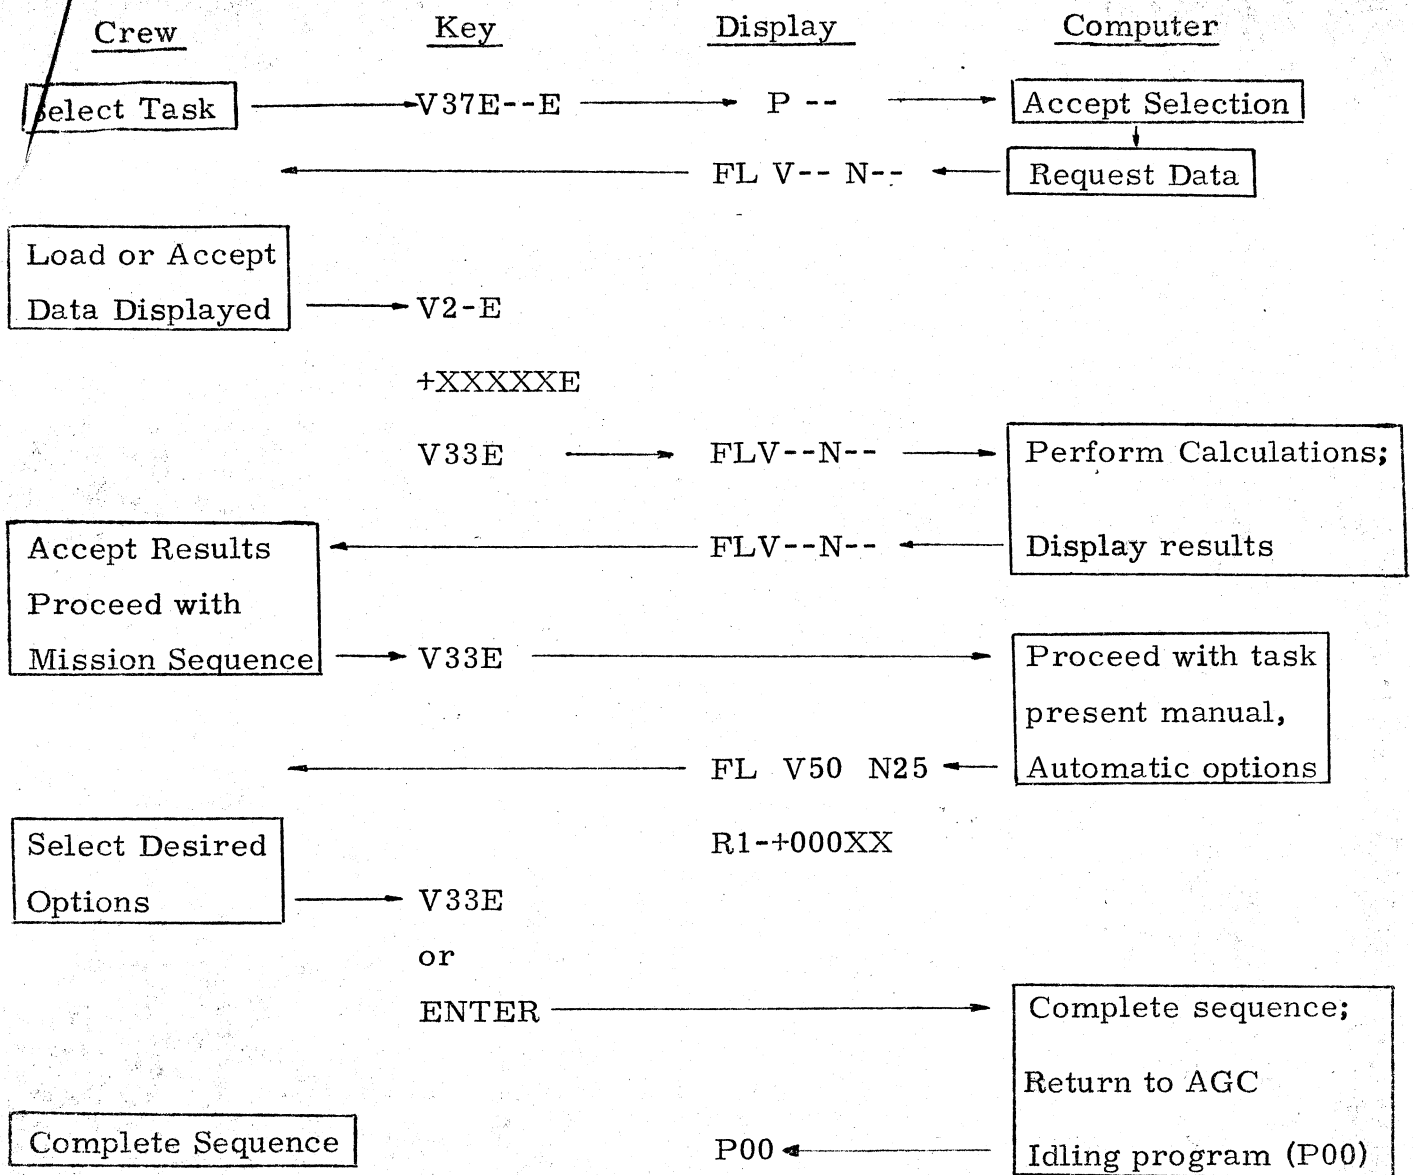 Crew Key Display Computer
Select Task V37E--E P -- Accept Selection
FL V-- N-- Request Data
Load or Accept
Data Displayed V2-E
+XXXXXE
V33E FLV--N-- Perform Calculations;
Accept Results FLV--N-- Display results
Proceed with
Mission Sequence V33E Proceed with task
present manual,
FL V50 N25 Automatic options
Select Desired R1-+000XX
Options V33E
or
ENTER Complete sequence;
Return to AGC
Complete Sequence P00 Idling program (P00)